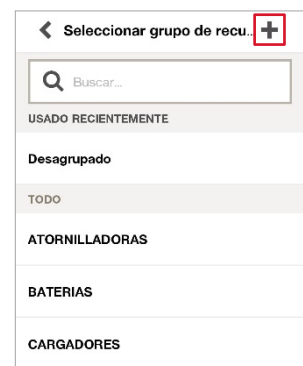 Seleccionar grupo de recu..
Buscar...
USADO RECIENTEMENTE
Desagrupado
TODO
ATORNILLADORAS
BATERIAS
CARGADORES